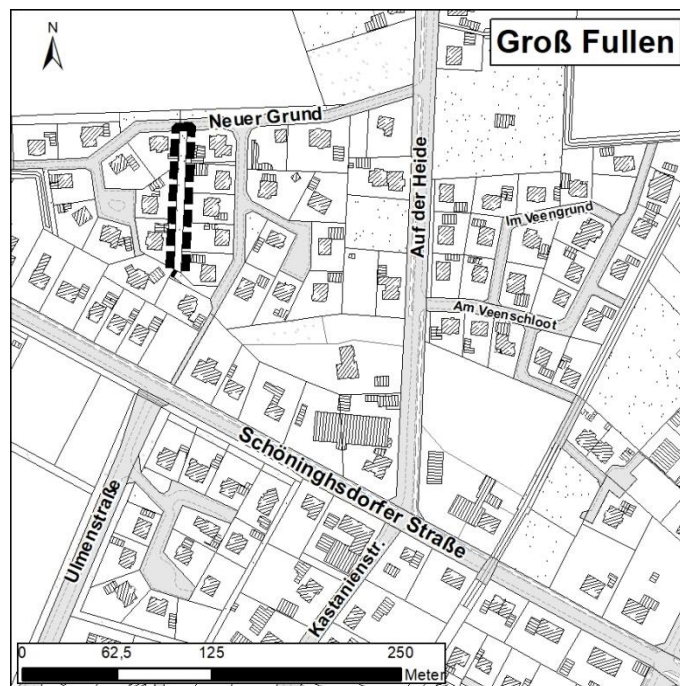 N
Groß Fullen
Neuer Grund
Auf der Heide
Im Veengrund
Am Veenschloot
Schöninghsdorfer Straße
Ulmenstraße
Kastanienstr.
0 62,5 125 250
Meter